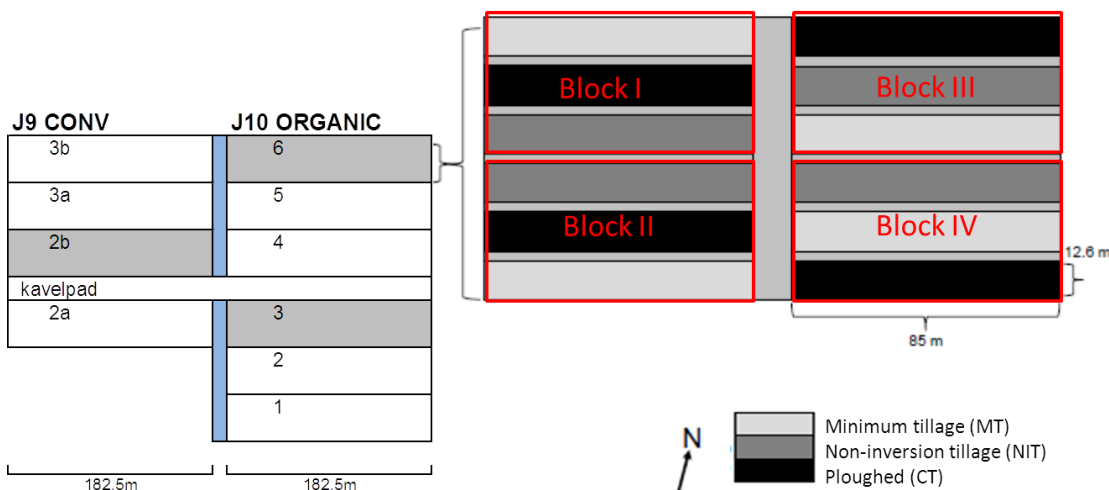 J9 CONV
J10 ORGANIC
3b
3a
2b
kavelpad
2a
6
5
4
3
2
1
182.5m
182.5m
Block I
Block III
Block II
Block IV
12.6 m
85 m
N
Minimum tillage (MT)
Non-inversion tillage (NIT)
Ploughed (CT)